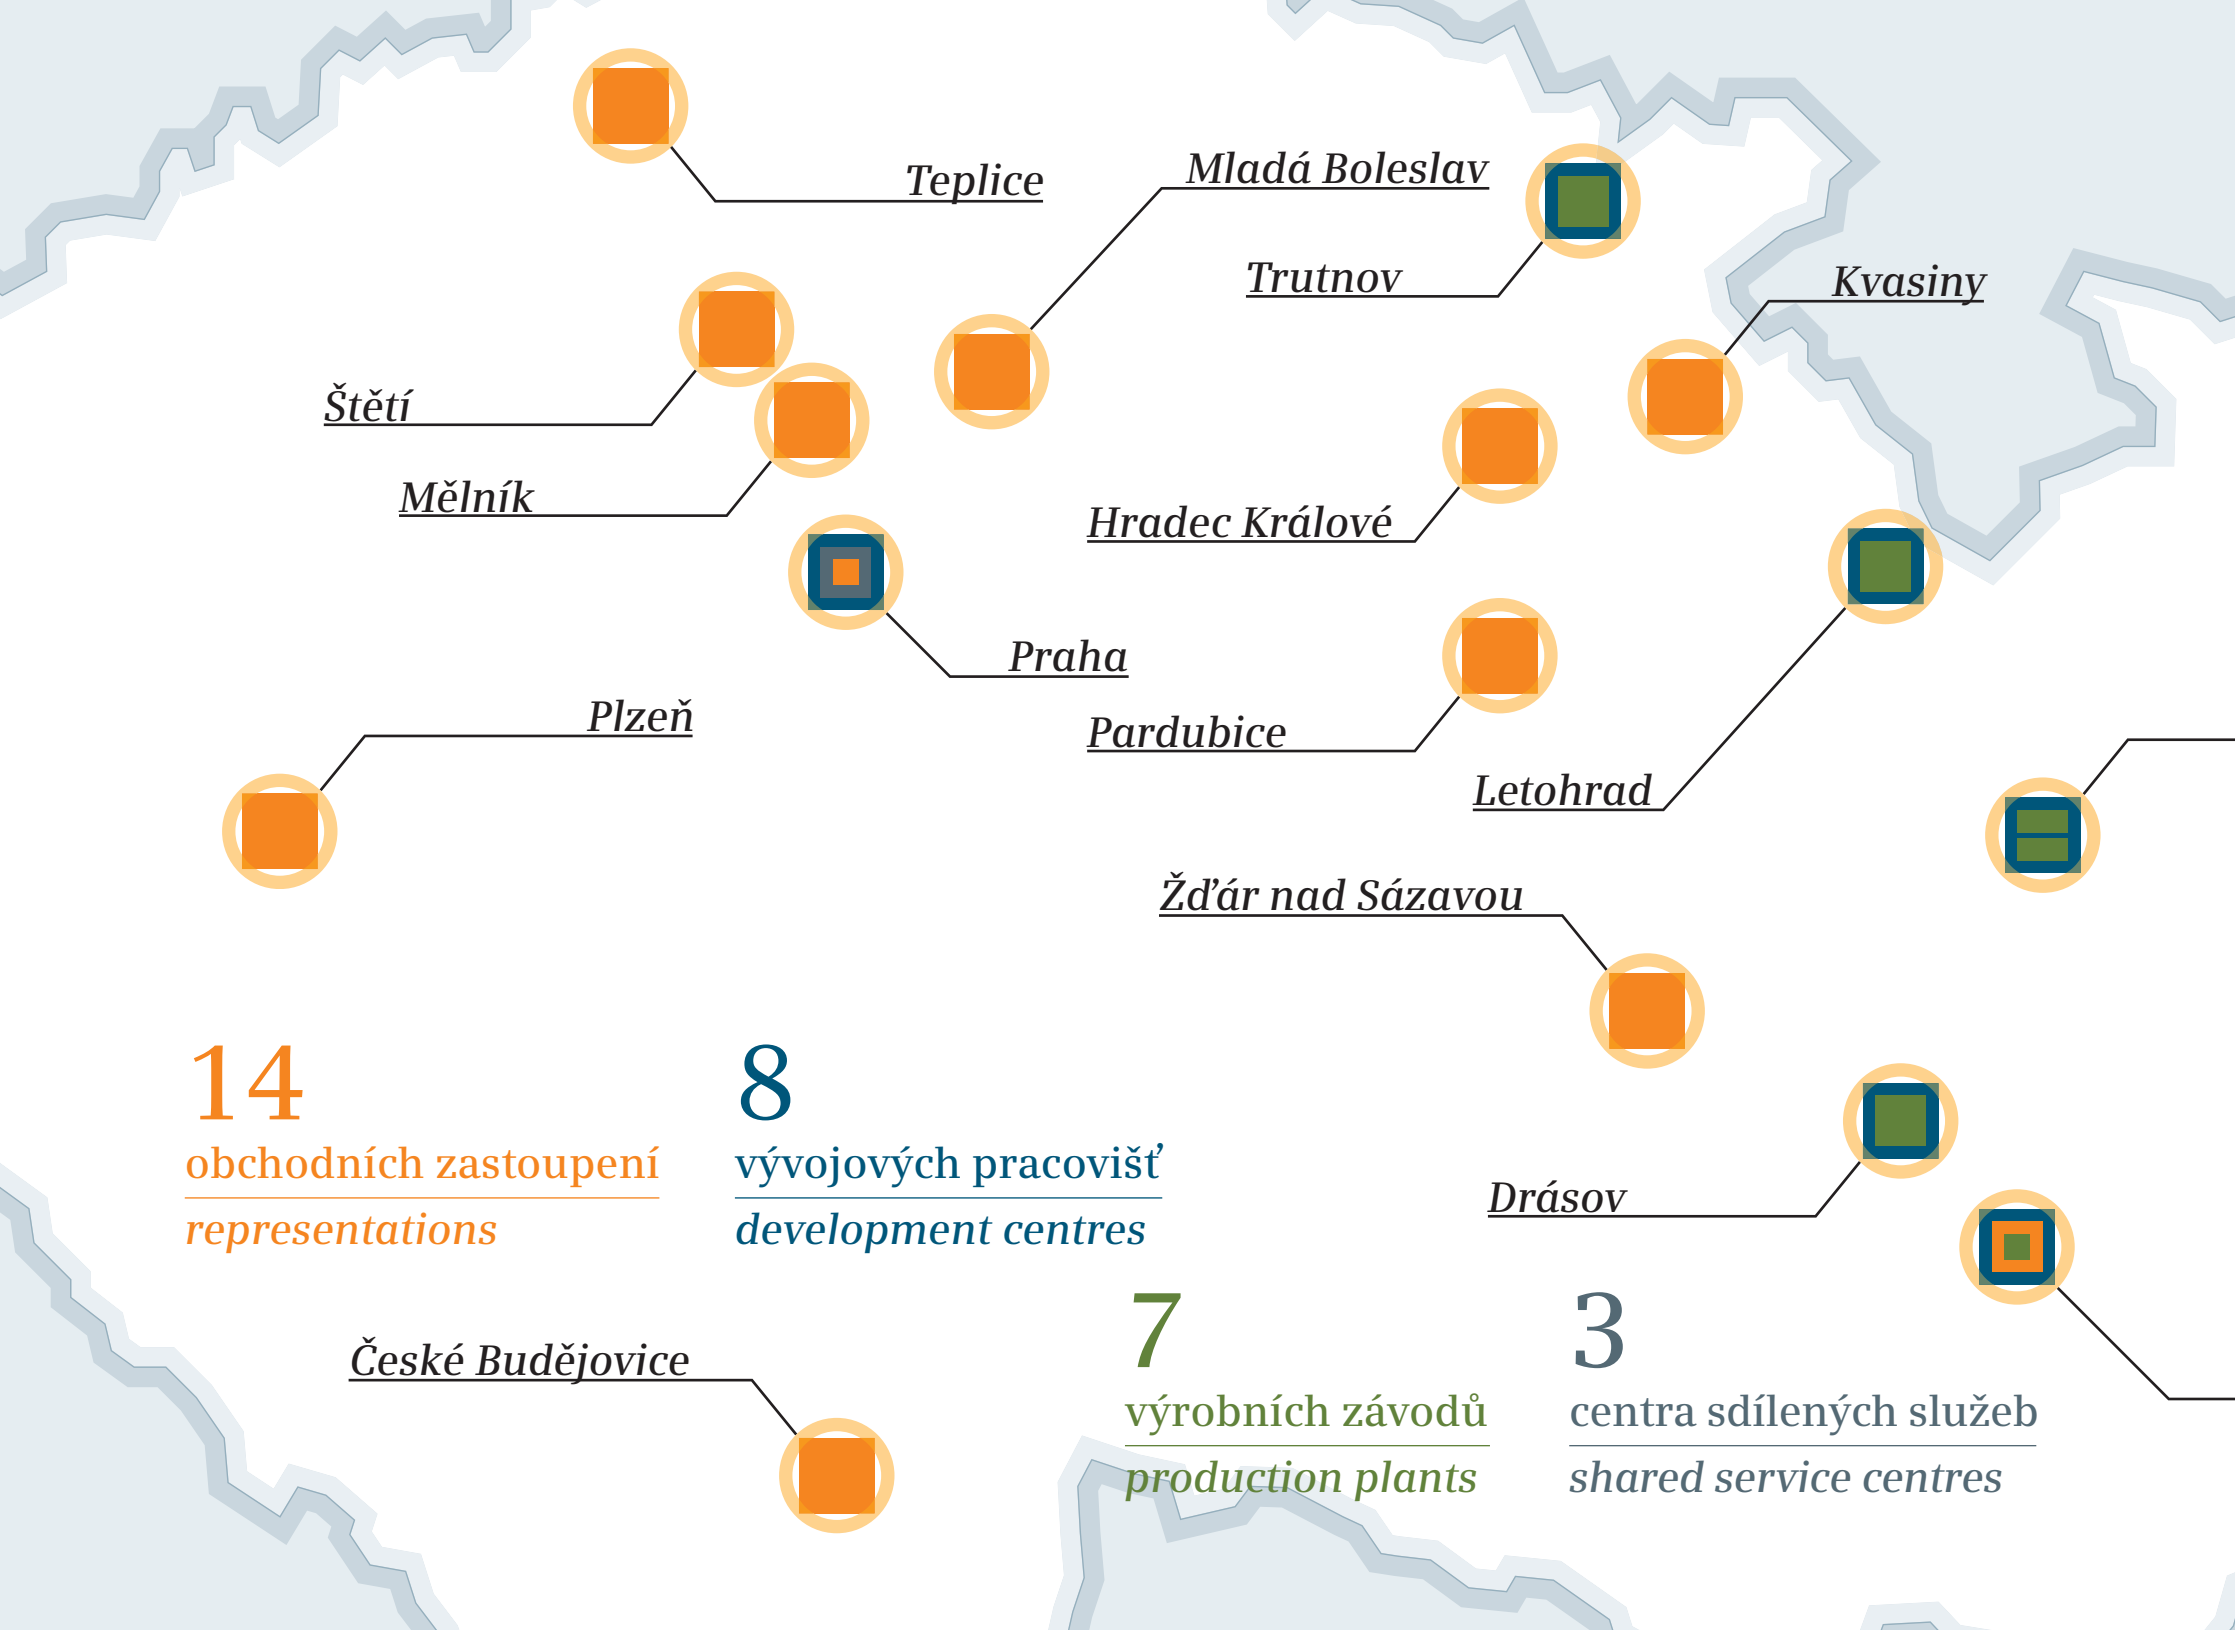 Teplice
Mladá Boleslav
Trutnov
Kvasiny
Štětí
Mělník
Hradec Králové
Praha
Plzeň
Pardubice
Letohrad
Žďár nad Sázavou
14
obchodních zastoupení
representations
8
vývojových pracovišť
development centres
Drásov
České Budějovice
7
výrobních závodů
production plants
3
centra sdílených služeb
shared service centres